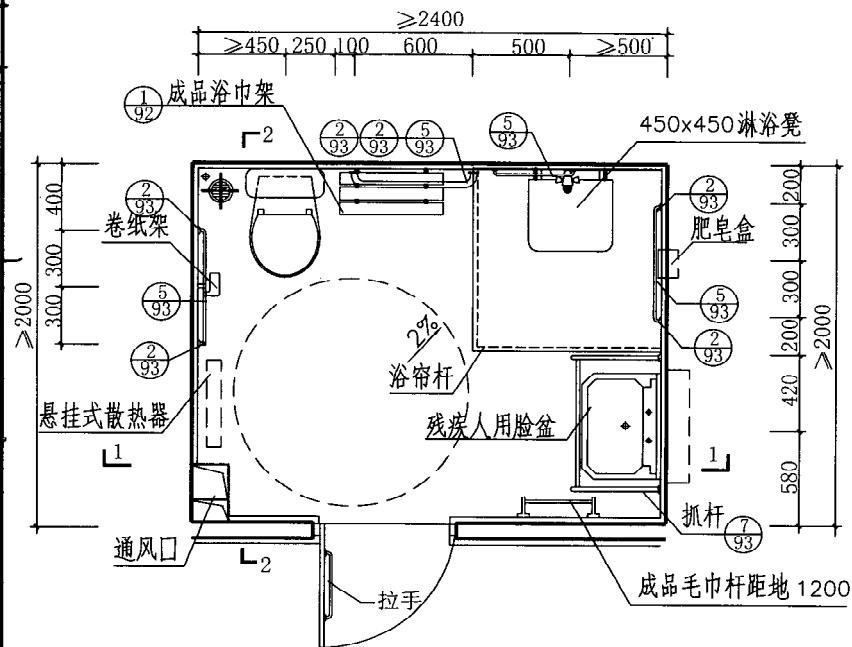 ≥2400
≥450 250 100 600 500 ≥500
1/92
成品浴巾架
2
2/93 2/93 5/93
5/93
450x450淋浴凳
2/93
卷纸架
5/93
2/93
400
300
300
≥2000
悬挂式散热器
1
通风口
2
2%
浴帘杆
残疾人用脸盆
2/93
肥皂盒
5/93
2/93
200
300
300
200
420
580
≥2000
1
抓杆
7/93
拉手
成品毛巾杆距地1200